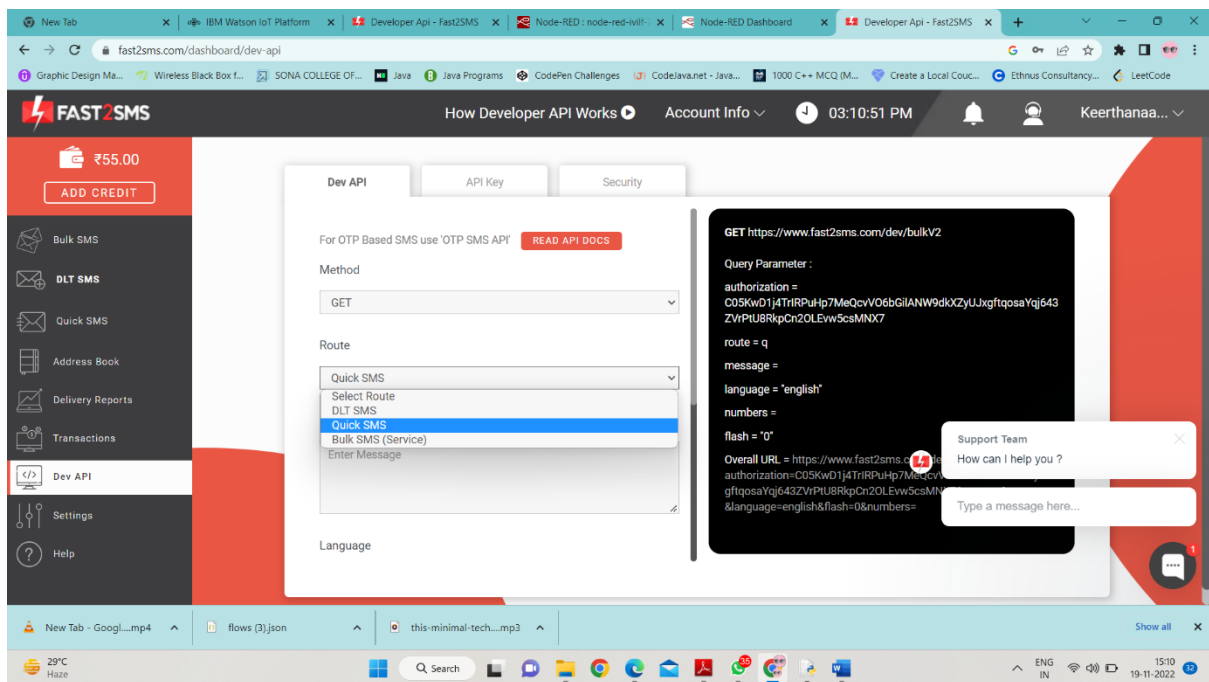 New Tab
IBM Watson IoT Platform
Developer Api - Fast2SMS
Node-RED : node-red-ivilf-
Node-RED Dashboard
Developer Api - Fast2SMS
fast2sms.com/dashboard/dev-api
Graphic Design Ma...
Wireless Black Box f...
SONA COLLEGE OF...
Java
Java Programs
CodePen Challenges
CodeJava.net - Java...
1000 C++ MCQ (M...
Create a Local Couc...
Ethnus Consultancy...
LeetCode
FAST2SMS
How Developer API Works
Account Info
03:10:51 PM
Keerthanaa...
₹55.00
ADD CREDIT
Bulk SMS
DLT SMS
Quick SMS
Address Book
Delivery Reports
Transactions
Dev API
Settings
Help
Dev API
API Key
Security
For OTP Based SMS use 'OTP SMS API'
READ API DOCS
Method
GET
Route
Quick SMS
Select Route
DLT SMS
Quick SMS
Bulk SMS (Service)
Enter Message
Language
GET https://www.fast2sms.com/dev/bulkV2
Query Parameter :
authorization =
C05KwD1j4TrIRPuHp7MeQcvVO6bGilANW9dkXZyUJxgftqosaYqj643
ZVrPtU8RkpCn2OLEvw5csMNX7
route = q
message =
language = "english"
numbers =
flash = "0"
Overall URL = https://www.fast2sms.c
authorization=C05KwD1j4TrIRPuHp7MeQcvV
gftqosaYqj643ZVrPtU8RkpCn2OLEvw5csMN
&language=english&flash=0&numbers=
Support Team
How can I help you ?
Type a message here...
1
New Tab - Googl....mp4
flows (3).json
this-minimal-tech....mp3
Show all
29°C
Haze
Search
35
ENG
IN
15:10
19-11-2022
32